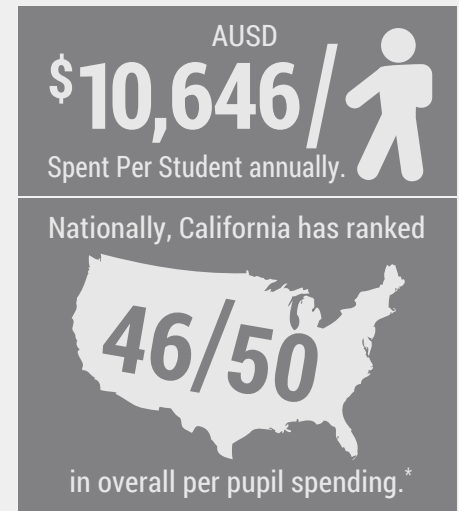 AUSD
$10,646/
Spent Per Student annually.
Nationally, California has ranked
46/50
in overall per pupil spending.*